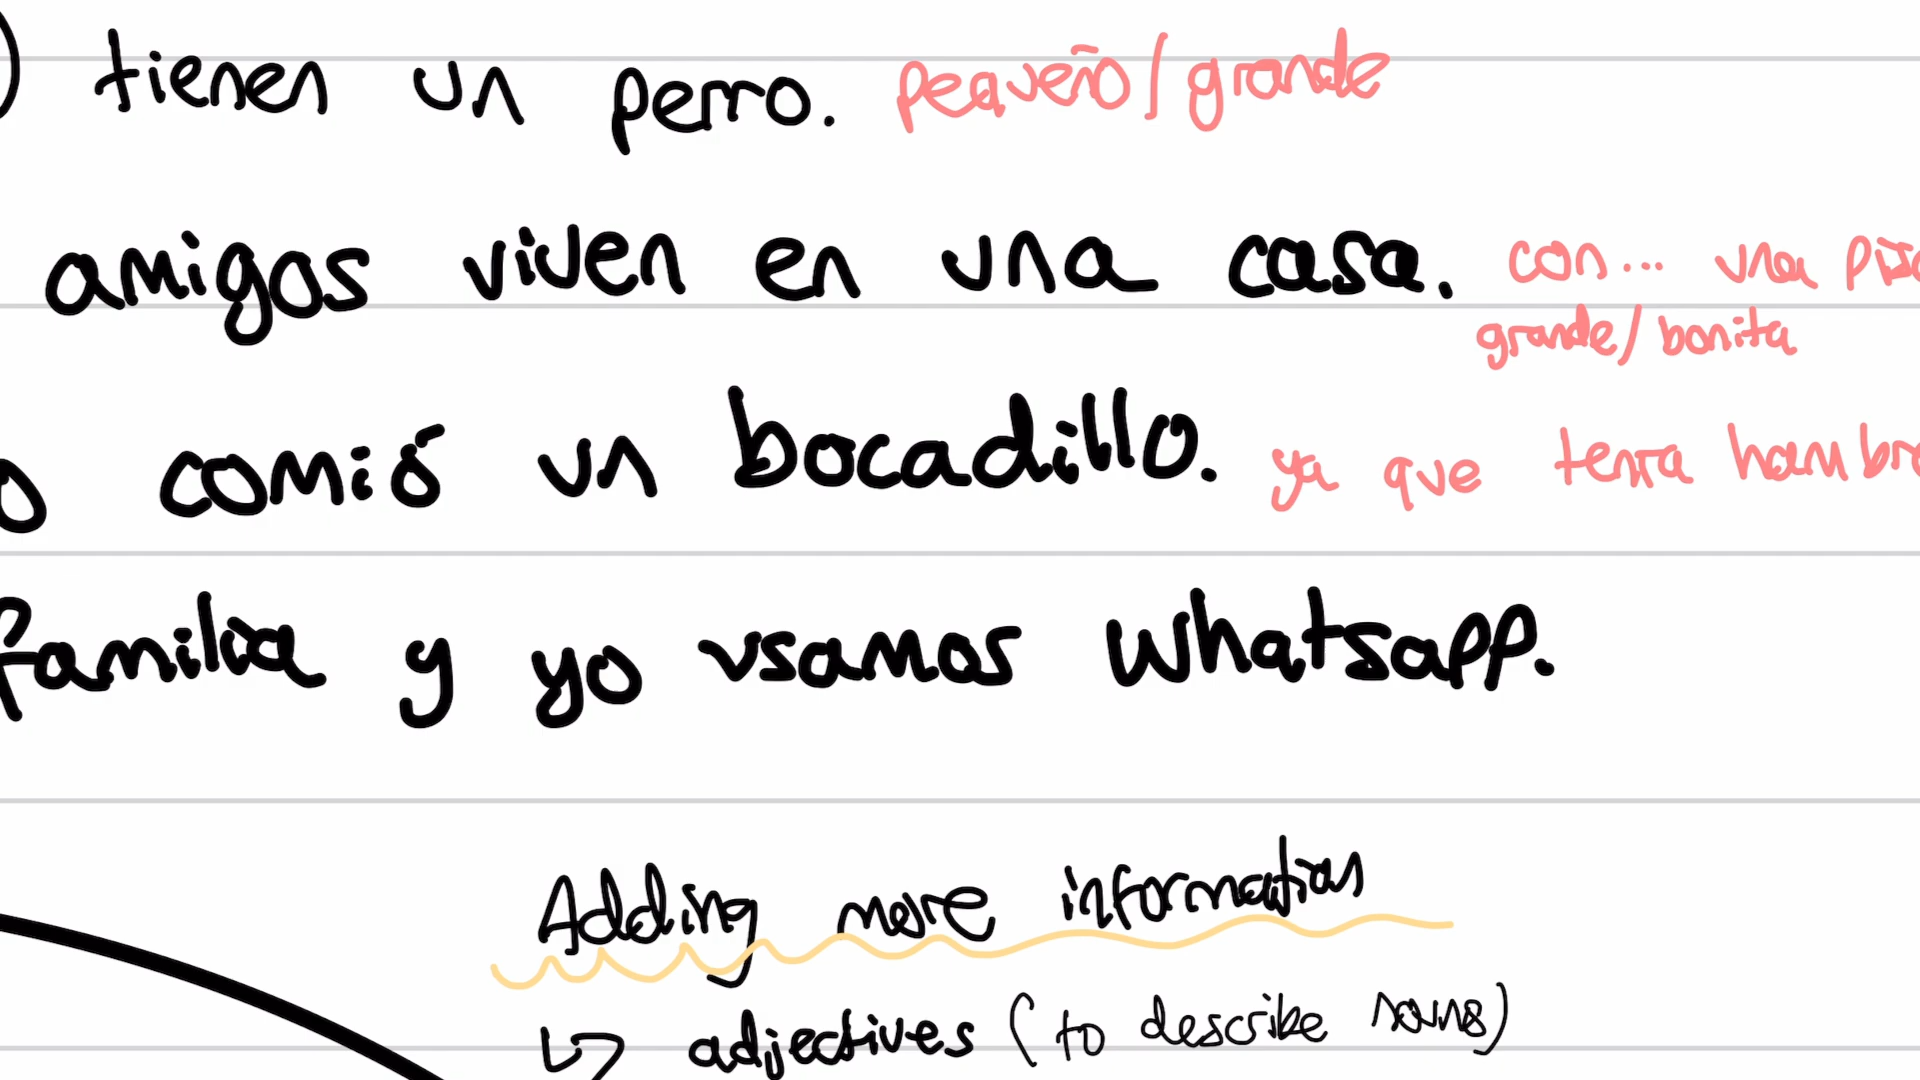 ) tienen un perro. pequeño/grande
amigos viven en una casa. con... una
grande/bonita
o comió un bocadillo. ya que tenía hambre
familia y yo usamos whatsapp.
Adding more information
↳ adjectives (to describe nouns)